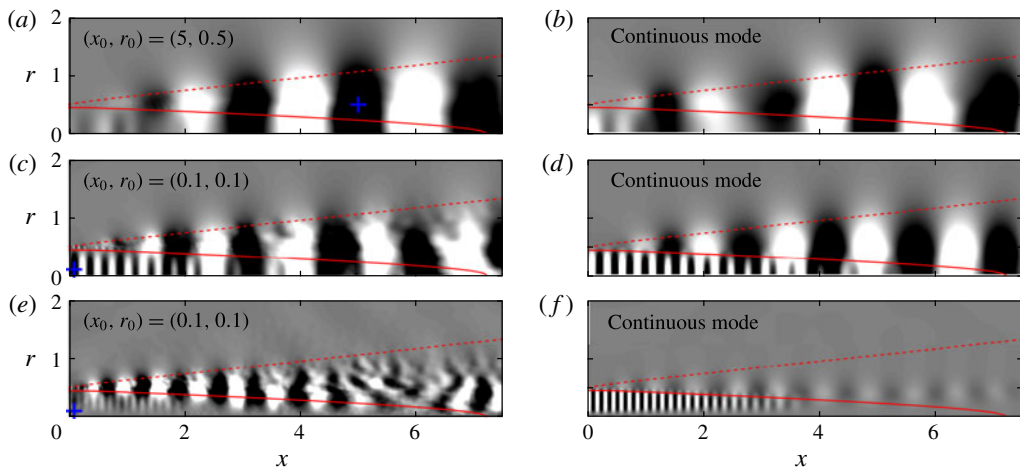 (a) 2 (x₀, r₀) = (5, 0.5) (b) Continuous mode
r 1
0
(c) 2 (x₀, r₀) = (0.1, 0.1) (d) Continuous mode
r 1
0
(e) 2 (x₀, r₀) = (0.1, 0.1) (f) Continuous mode
r 1
0 2 4 6 0 2 4 6
x x